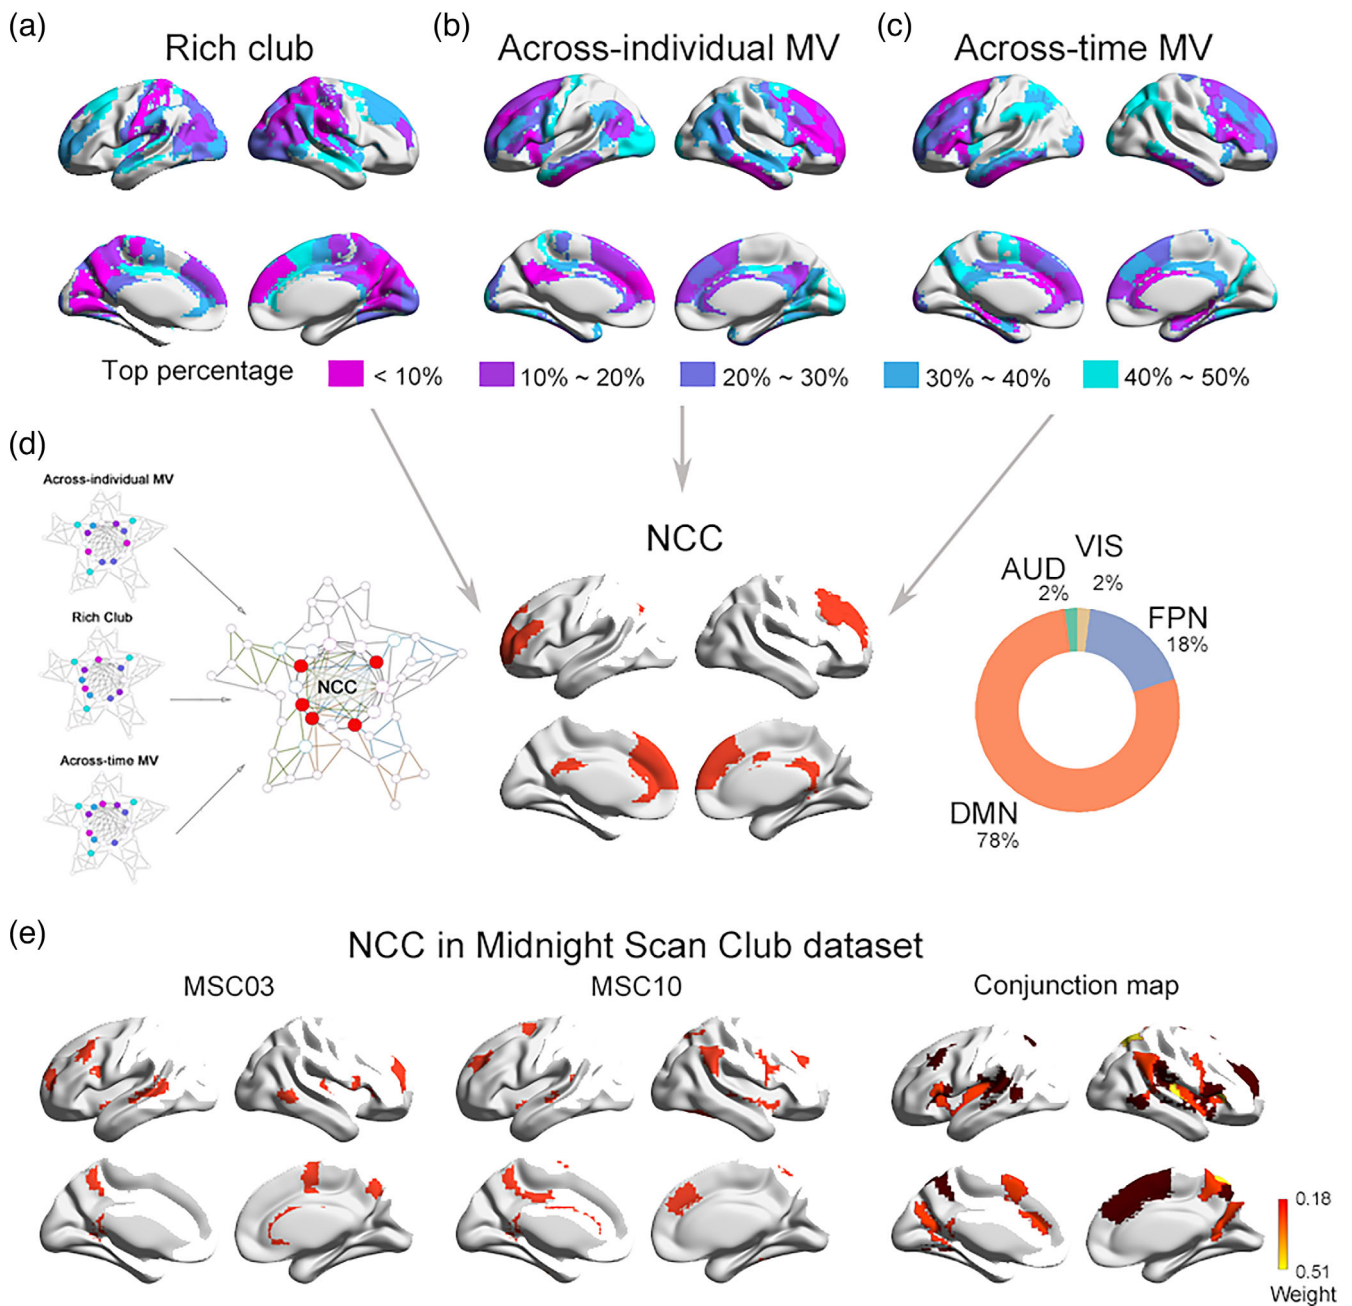 (a)
Rich club
(b)
Across-individual MV
(c)
Across-time MV
Top percentage
< 10%
10% ~ 20%
20% ~ 30%
30% ~ 40%
40% ~ 50%
(d)
Across-individual MV
Rich Club
Across-time MV
NCC
NCC
AUD
2%
VIS
2%
FPN
18%
DMN
78%
(e)
NCC in Midnight Scan Club dataset
MSC03
MSC10
Conjunction map
0.18
0.51
Weight